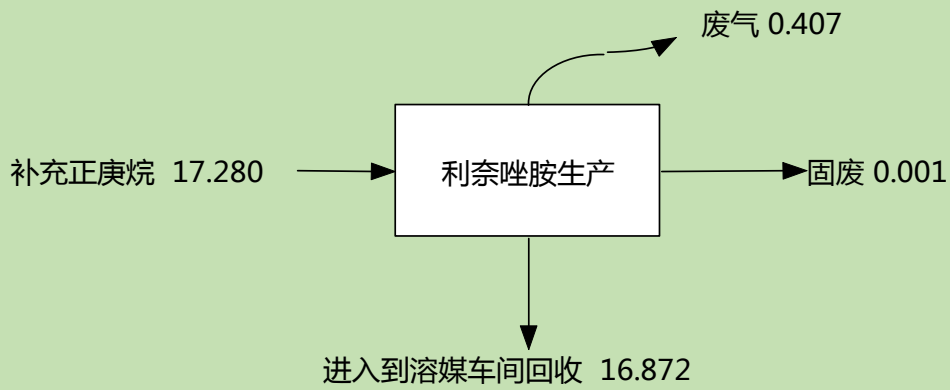 废气 0.407
补充正庚烷 17.280
利奈唑胺生产
固废 0.001
进入到溶媒车间回收 16.872